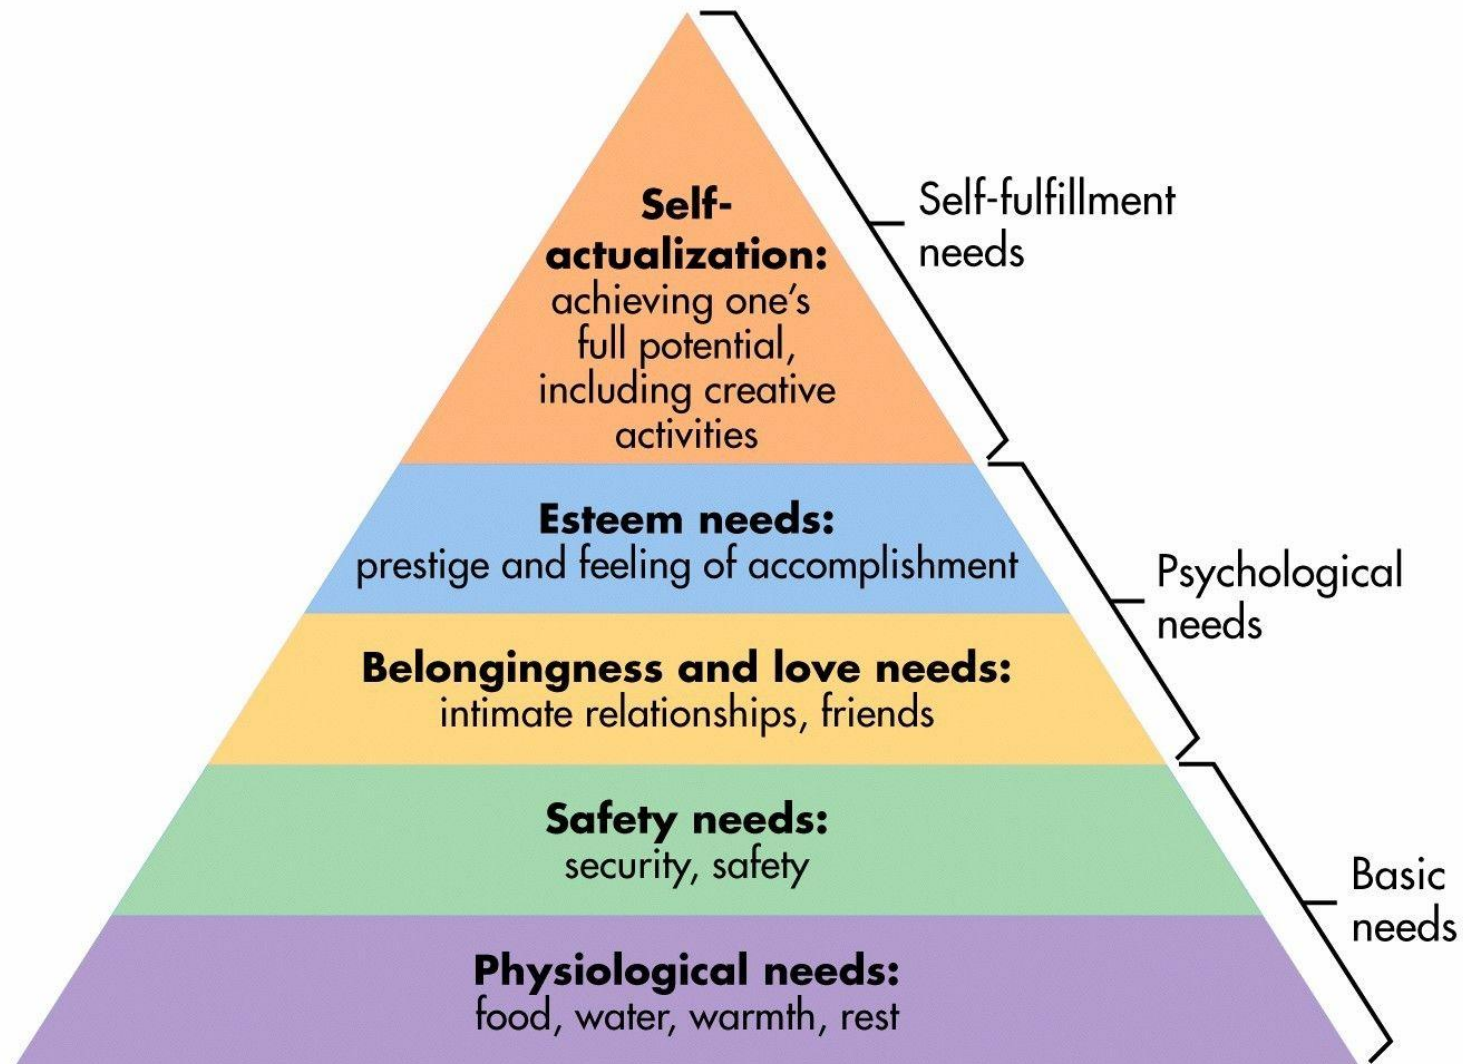 Self-
actualization:
achieving one's
full potential,
including creative
activities
Self-fulfillment
needs
Esteem needs:
prestige and feeling of accomplishment
Psychological
needs
Belongingness and love needs:
intimate relationships, friends
Safety needs:
security, safety
Basic
needs
Physiological needs:
food, water, warmth, rest